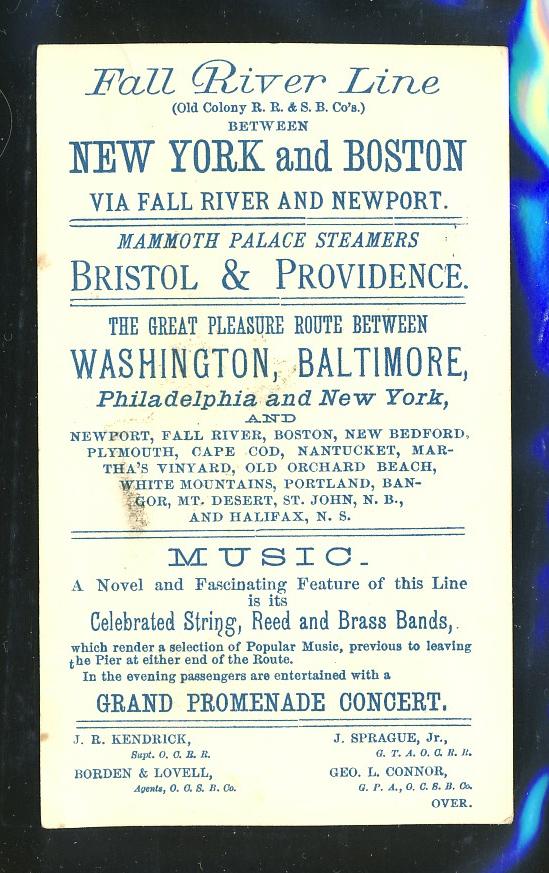 Fall River Line
(Old Colony R. R. & S. B. Co's.)
BETWEEN
NEW YORK and BOSTON
VIA FALL RIVER AND NEWPORT.
MAMMOTH PALACE STEAMERS
BRISTOL & PROVIDENCE.
THE GREAT PLEASURE ROUTE BETWEEN
WASHINGTON, BALTIMORE,
Philadelphia and New York,
AND
NEWPORT, FALL RIVER, BOSTON, NEW BEDFORD,
PLYMOUTH, CAPE COD, NANTUCKET, MAR-
THA'S VINYARD, OLD ORCHARD BEACH,
WHITE MOUNTAINS, PORTLAND, BAN-
GOR, MT. DESERT, ST. JOHN, N. B.,
AND HALIFAX, N. S.
MUSIC.
A Novel and Fascinating Feature of this Line
is its
Celebrated String, Reed and Brass Bands,
which render a selection of Popular Music, previous to leaving
the Pier at either end of the Route.
In the evening passengers are entertained with a
GRAND PROMENADE CONCERT.
J. R. KENDRICK,
Supt. O. C. R. R.
BORDEN & LOVELL,
Agents, O. C. S. B. Co.
J. SPRAGUE, Jr.,
G. T. A. O. C. R. R.
GEO. L. CONNOR,
G. P. A., O. C. S. B. Co.
OVER.